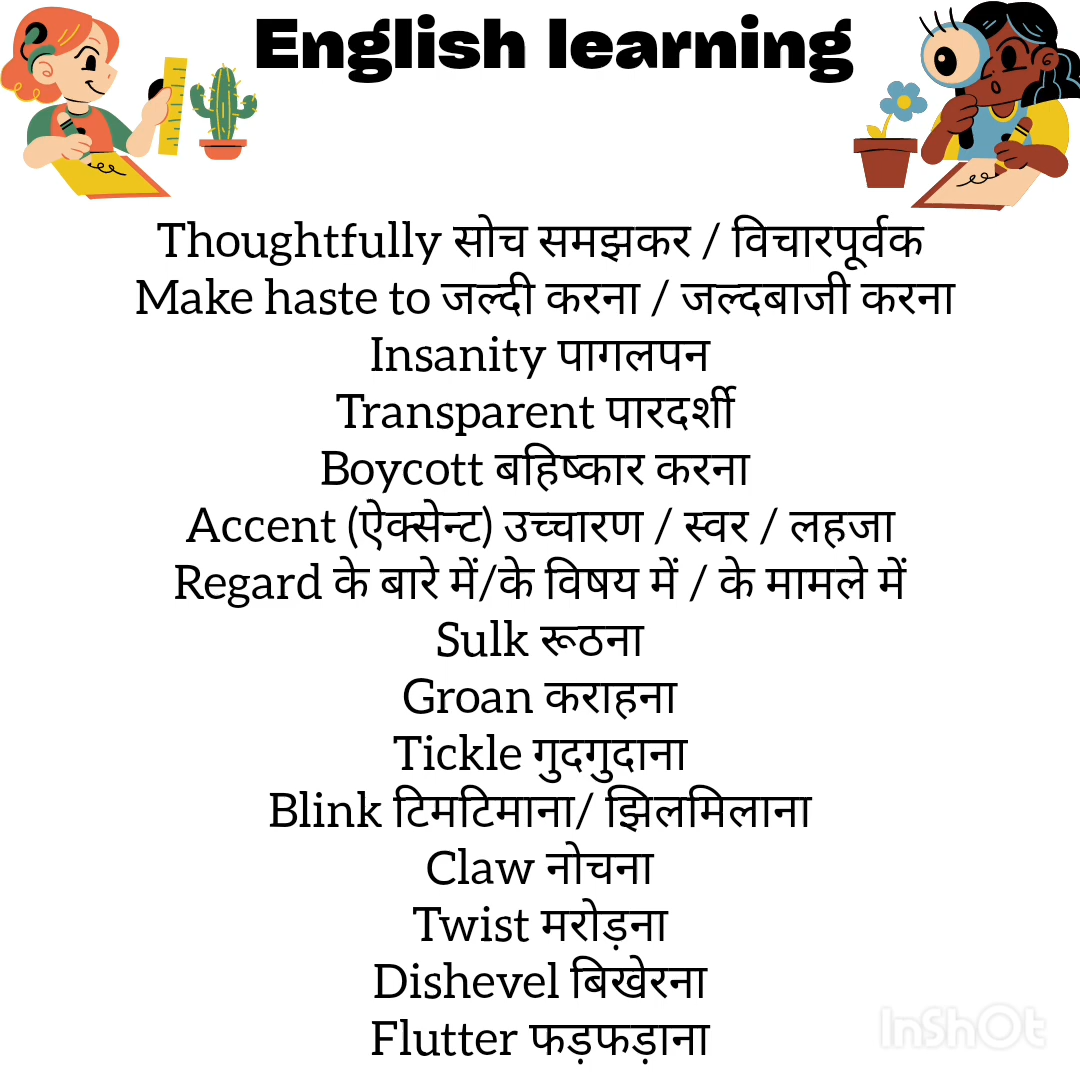 English learning
Thoughtfully सोच समझकर / विचारपूर्वक
Make haste to जल्दी करना / जल्दबाजी करना
Insanity पागलपन
Transparent पारदर्शी
Boycott बहिष्कार करना
Accent (ऐक्सेन्ट) उच्चारण / स्वर / लहजा
Regard के बारे में/के विषय में / के मामले में
Sulk रूठना
Groan कराहना
Tickle गुदगुदाना
Blink टिमटिमाना/ झिलमिलाना
Claw नोचना
Twist मरोड़ना
Dishevel बिखेरना
Flutter फड़फड़ाना
InShOt